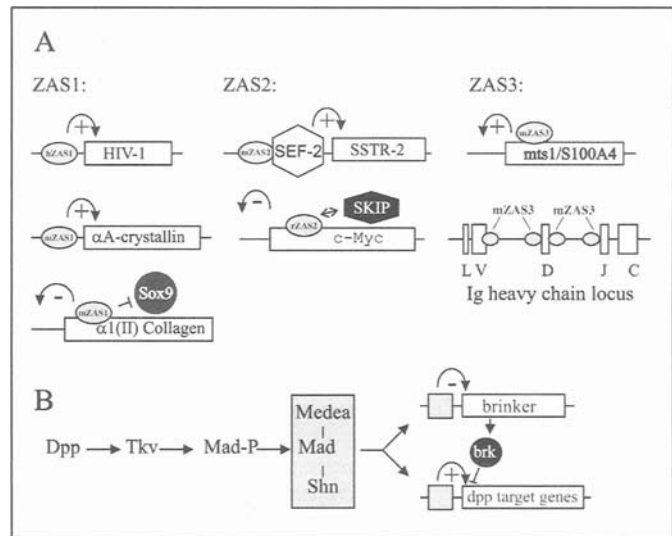 A
ZAS1:
ZAS2:
ZAS3:
+
hZAS1
HIV-1
+
mZAS2
SEF-2
SSTR-2
+
mZAS3
mts1/S100A4
+
mZAS1
αA-crystallin
-
rZAS2
SKIP
c-Myc
mZAS3 mZAS3
L V D J C
Ig heavy chain locus
-
mZAS1
Sox9
α1(II) Collagen
B
Dpp Tkv Mad-P
Medea
Mad
Shn
-
brinker
brk
+
dpp target genes